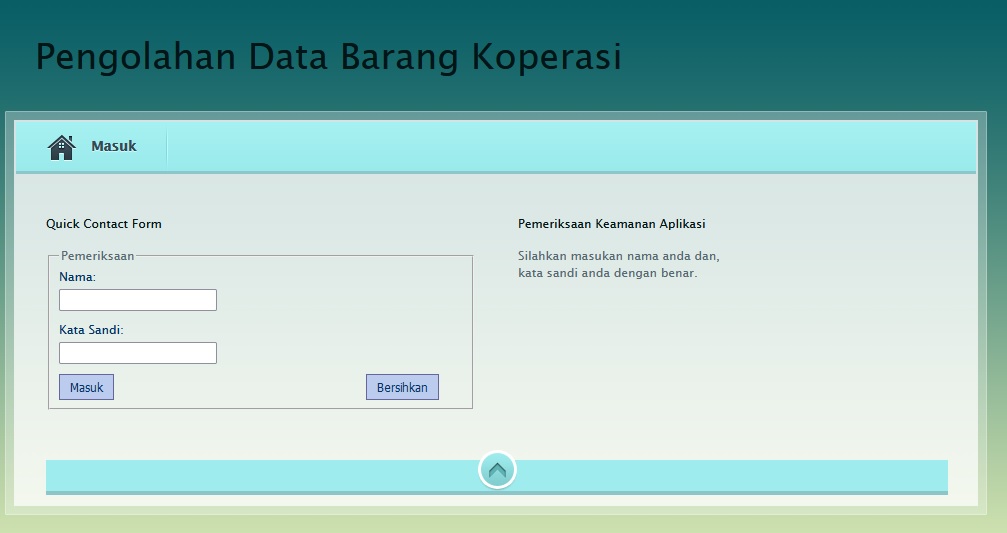 Pengolahan Data Barang Koperasi
Masuk
Quick Contact Form
Pemeriksaan
Nama:
Kata Sandi:
Masuk
Bersihkan
Pemeriksaan Keamanan Aplikasi
Silahkan masukan nama anda dan,
kata sandi anda dengan benar.